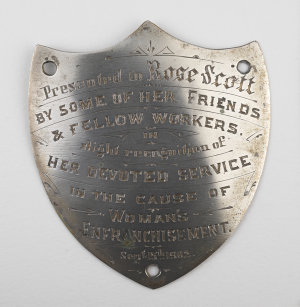 Presented to Rose Scott
BY SOME OF HER FRIENDS
& FELLOW WORKERS.
in
slight recognition of
HER DEVOTED SERVICE
IN THE CAUSE OF
WOMANS
ENFRANCHISEMENT.